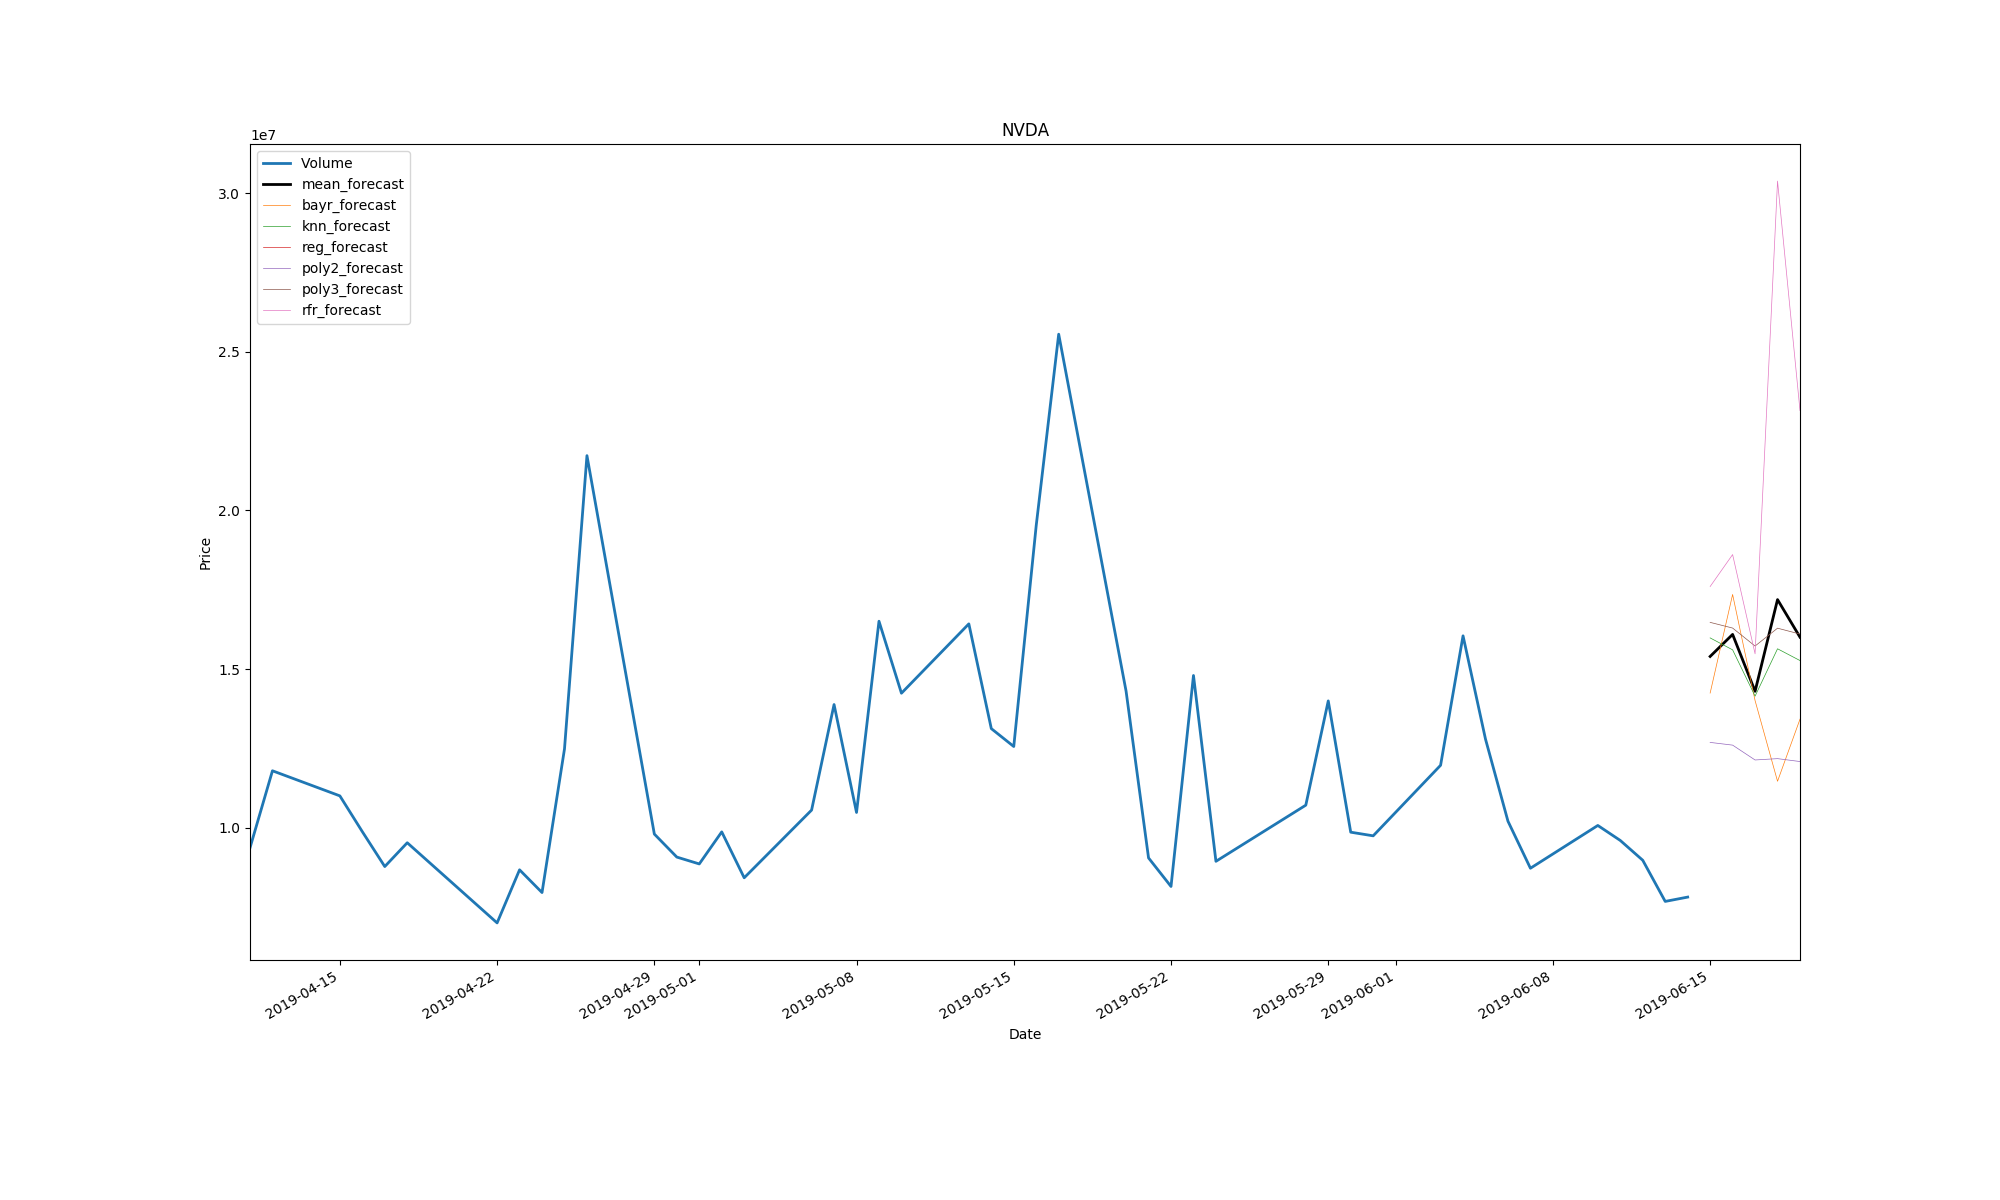 NVDA
1e7
Volume
mean_forecast
bayr_forecast
knn_forecast
reg_forecast
poly2_forecast
poly3_forecast
rfr_forecast
3.0
2.5
2.0
1.5
1.0
Price
2019-04-15
2019-04-22
2019-04-29
2019-05-01
2019-05-08
2019-05-15
2019-05-22
2019-05-29
2019-06-01
2019-06-08
2019-06-15
Date